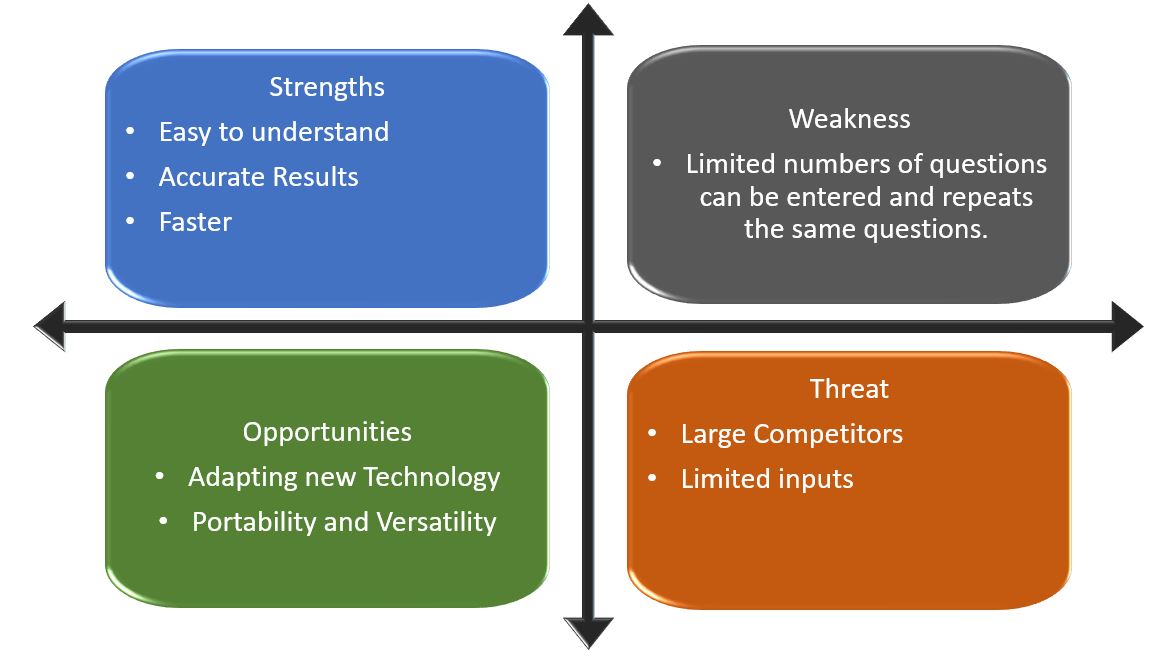 Strengths
• Easy to understand
• Accurate Results
• Faster
Weakness
• Limited numbers of questions
can be entered and repeats
the same questions.
Opportunities
• Adapting new Technology
• Portability and Versatility
Threat
• Large Competitors
• Limited inputs